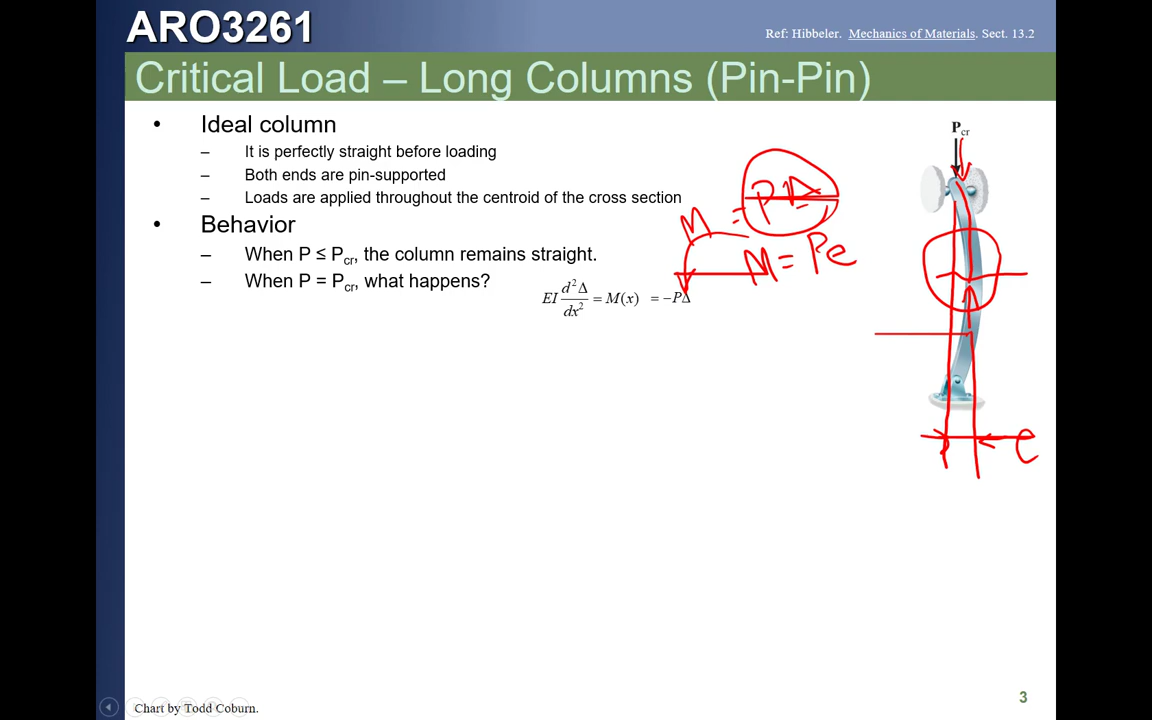 ARO3261
Ref: Hibbeler. Mechanics of Materials. Sect. 13.2
Critical Load – Long Columns (Pin-Pin)
• Ideal column
– It is perfectly straight before loading
– Both ends are pin-supported
– Loads are applied throughout the centroid of the cross section
• Behavior
– When P ≤ Pcr, the column remains straight.
– When P = Pcr, what happens?
EI d²Δ/dx² = M(x) = −PΔ
Pcr
M = PΔ
M = Pe
e
Chart by Todd Coburn.
3